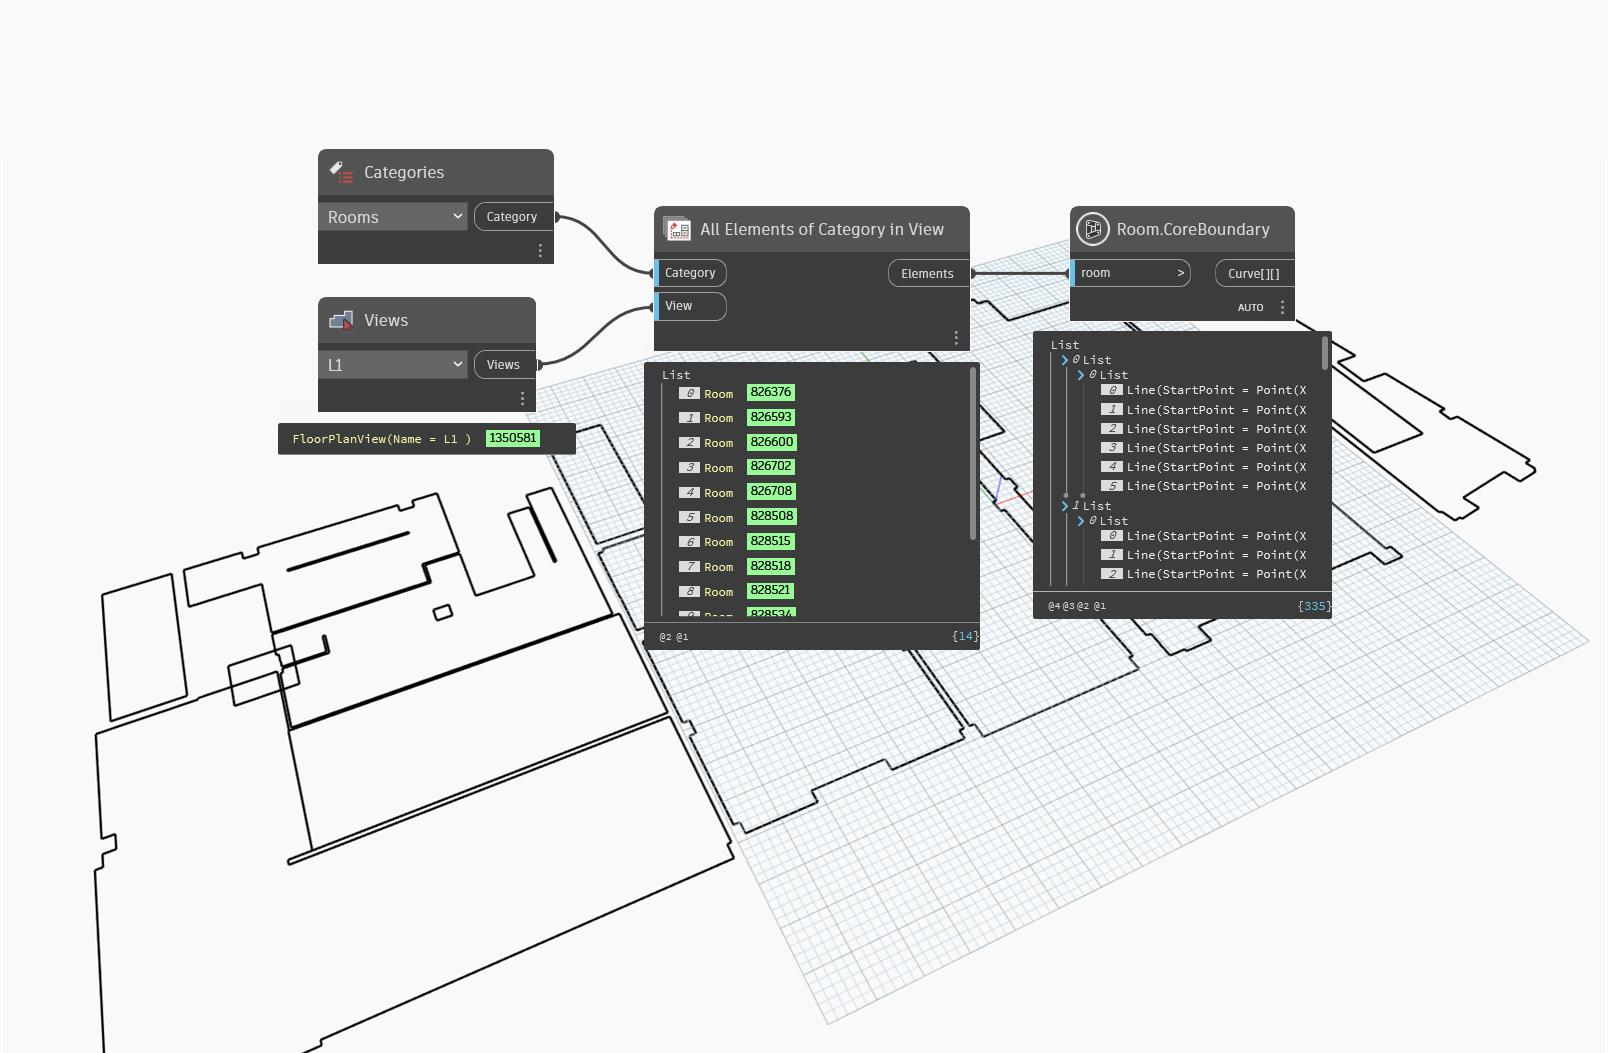 Categories
Rooms
Category
Views
L1
Views
FloorPlanView(Name = L1 ) 1350581
All Elements of Category in View
Category
Elements
View
List
0 Room 826376
1 Room 826593
2 Room 826600
3 Room 826702
4 Room 826708
5 Room 828508
6 Room 828515
7 Room 828518
8 Room 828521
9 Room 828534
@2 @1
{14}
Room.CoreBoundary
room >
Curve[][]
AUTO
List
0 List
0 List
0 Line(StartPoint = Point(X
1 Line(StartPoint = Point(X
2 Line(StartPoint = Point(X
3 Line(StartPoint = Point(X
4 Line(StartPoint = Point(X
5 Line(StartPoint = Point(X
1 List
0 List
0 Line(StartPoint = Point(X
1 Line(StartPoint = Point(X
2 Line(StartPoint = Point(X
@4 @3 @2 @1
{335}